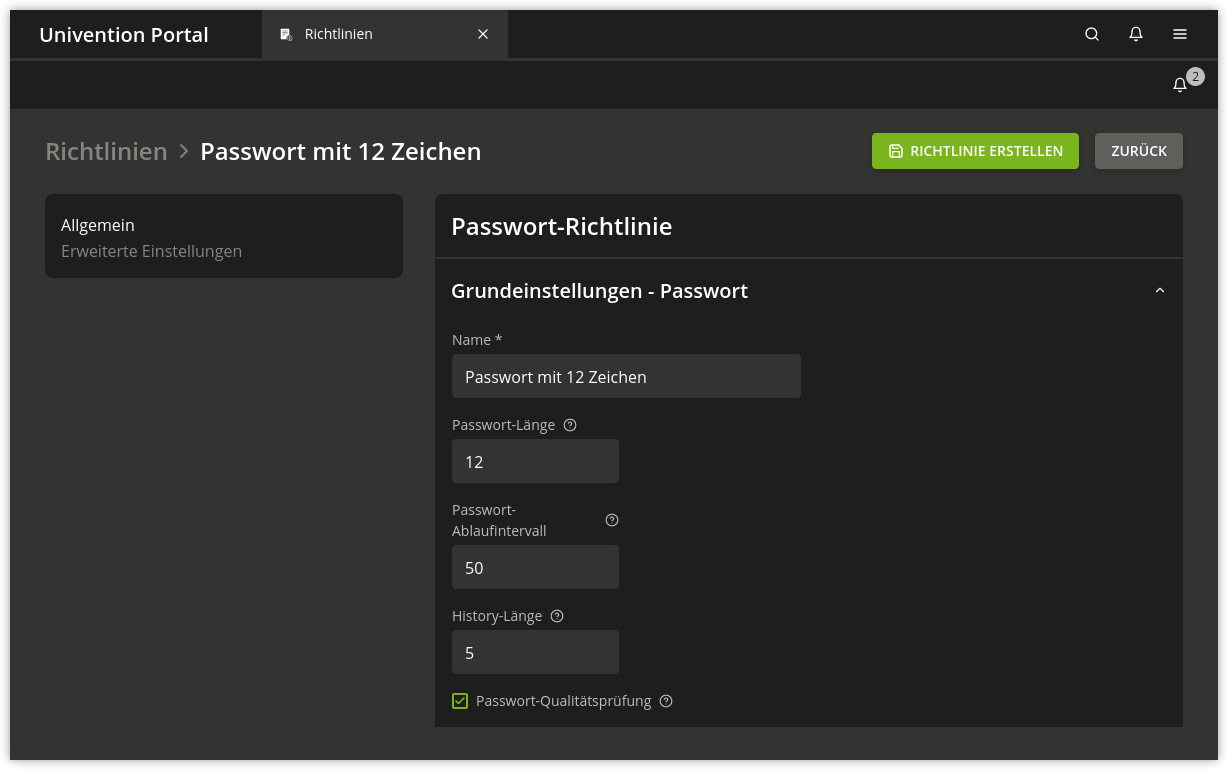 Univention Portal
Richtlinien
2
Richtlinien > Passwort mit 12 Zeichen
RICHTLINIE ERSTELLEN
ZURÜCK
Allgemein
Erweiterte Einstellungen
Passwort-Richtlinie
Grundeinstellungen - Passwort
Name *
Passwort mit 12 Zeichen
Passwort-Länge
12
Passwort-
Ablaufintervall
50
History-Länge
5
Passwort-Qualitätsprüfung